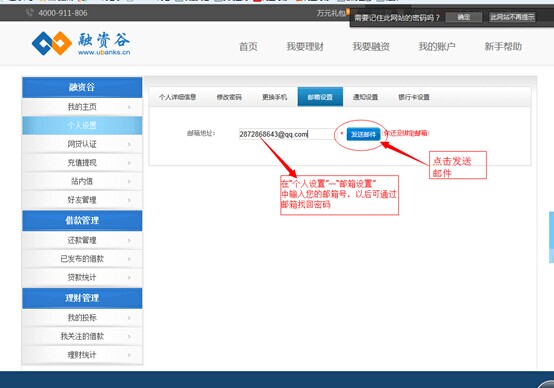 4000-911-806
万元礼包
需要记住此网站的密码吗？ 确定 此网站不再提示
融资谷
www.ubanks.cn
首页 我要理财 我要融资 我的账户 新手帮助
融资谷
我的主页
个人设置
网贷认证
充值提现
站内信
好友管理
借款管理
还款管理
已发布的借款
贷款统计
理财管理
我的投标
我关注的借款
理财统计
个人详细信息 修改密码 更换手机 邮箱设置 通知设置 银行卡设置
邮箱地址： 2872868643@qq.com * 发送邮件 你还没绑定邮箱!
点击发送
邮件
在“个人设置”—“邮箱设置”
中输入您的邮箱号，以后可通过
邮箱找回密码